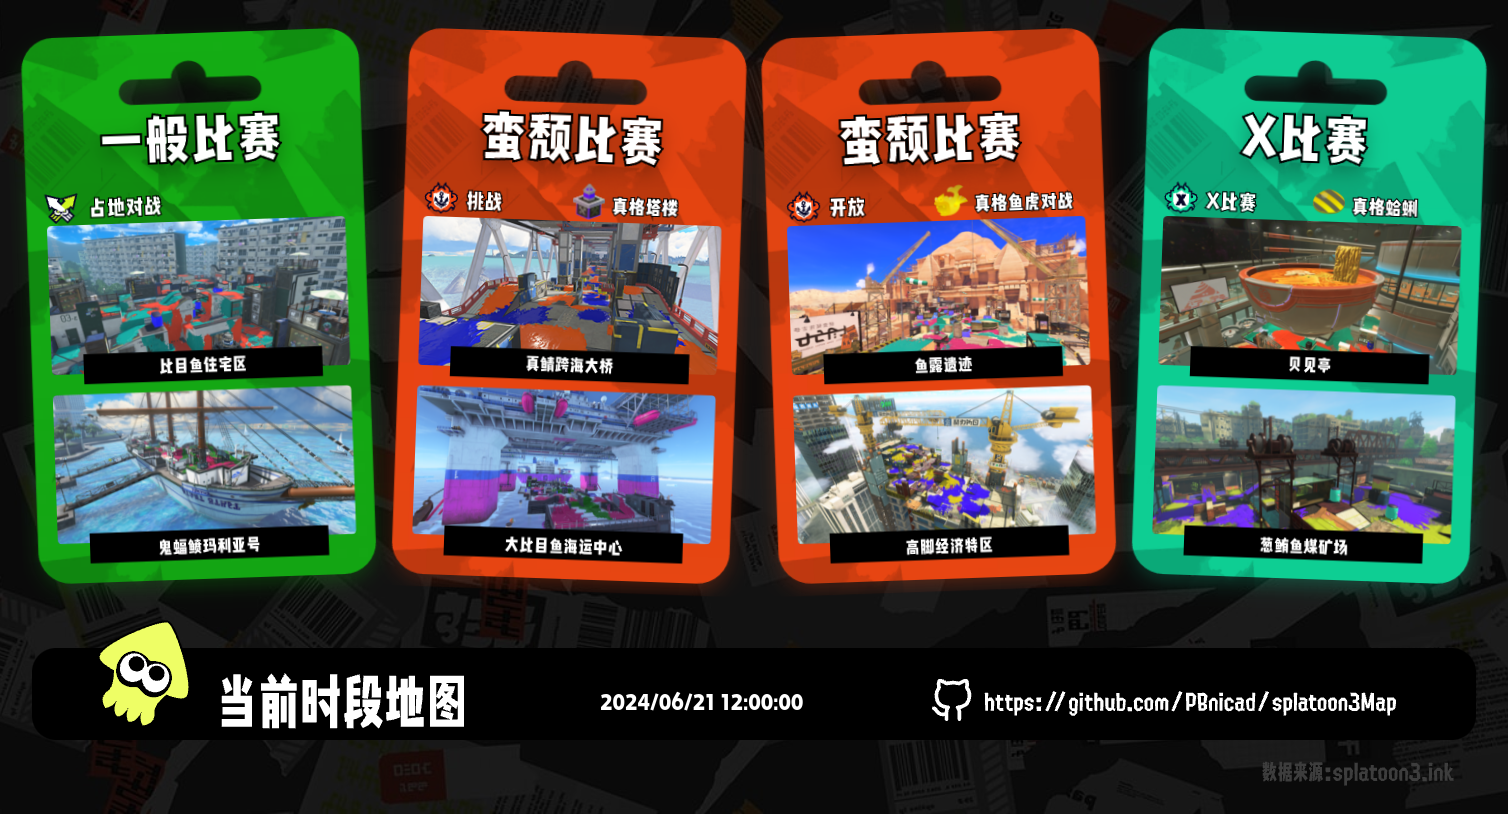 一般比赛
占地对战
比目鱼住宅区
鬼蝠鲼玛利亚号
蛮颓比赛
挑战
真格塔楼
真鲭跨海大桥
大比目鱼海运中心
蛮颓比赛
开放
真格鱼虎对战
鱼露遗迹
高脚经济特区
X比赛
X比赛
真格蛤蜊
贝见亭
葱鲔鱼煤矿场
当前时段地图
2024/06/21 12:00:00
https://github.com/PBnicad/splatoon3Map
数据来源:splatoon3.ink